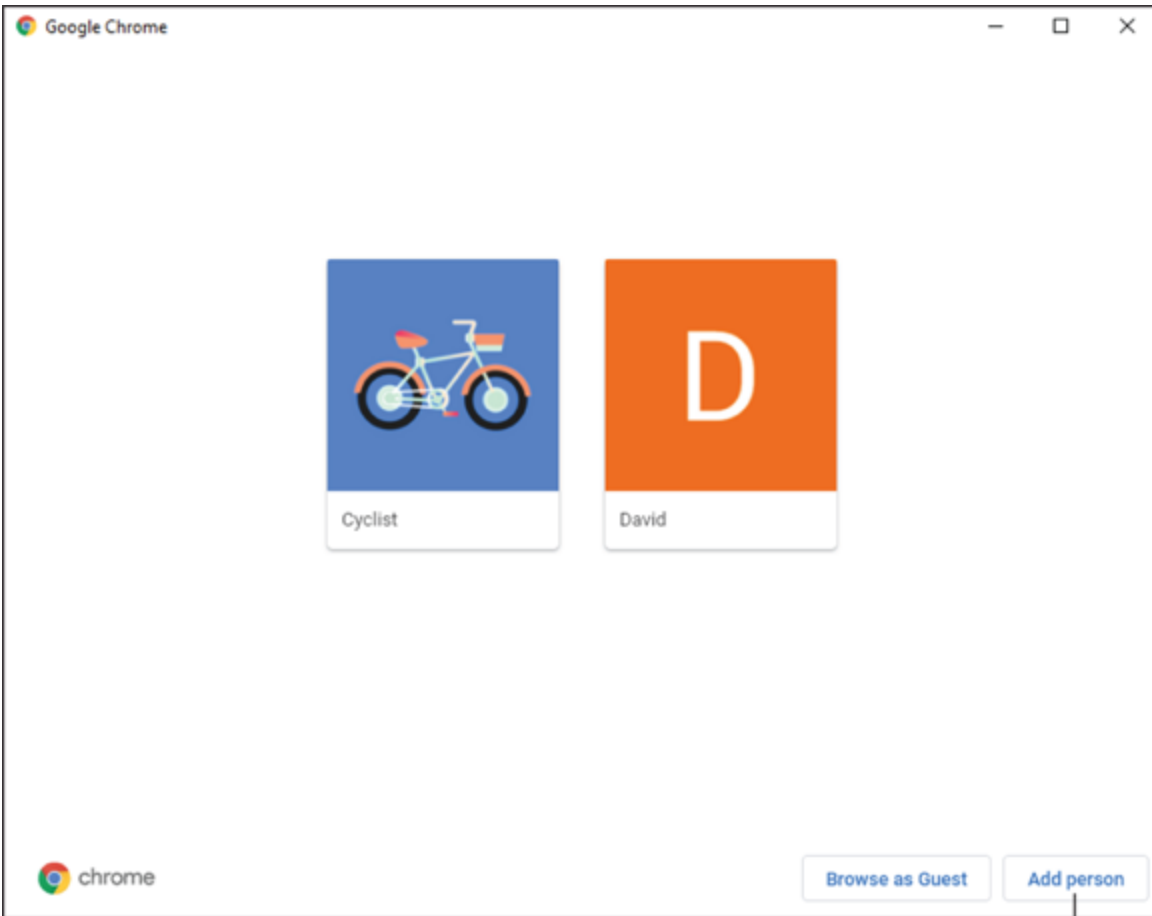 Google Chrome
D
Cyclist
David
chrome
Browse as Guest
Add person